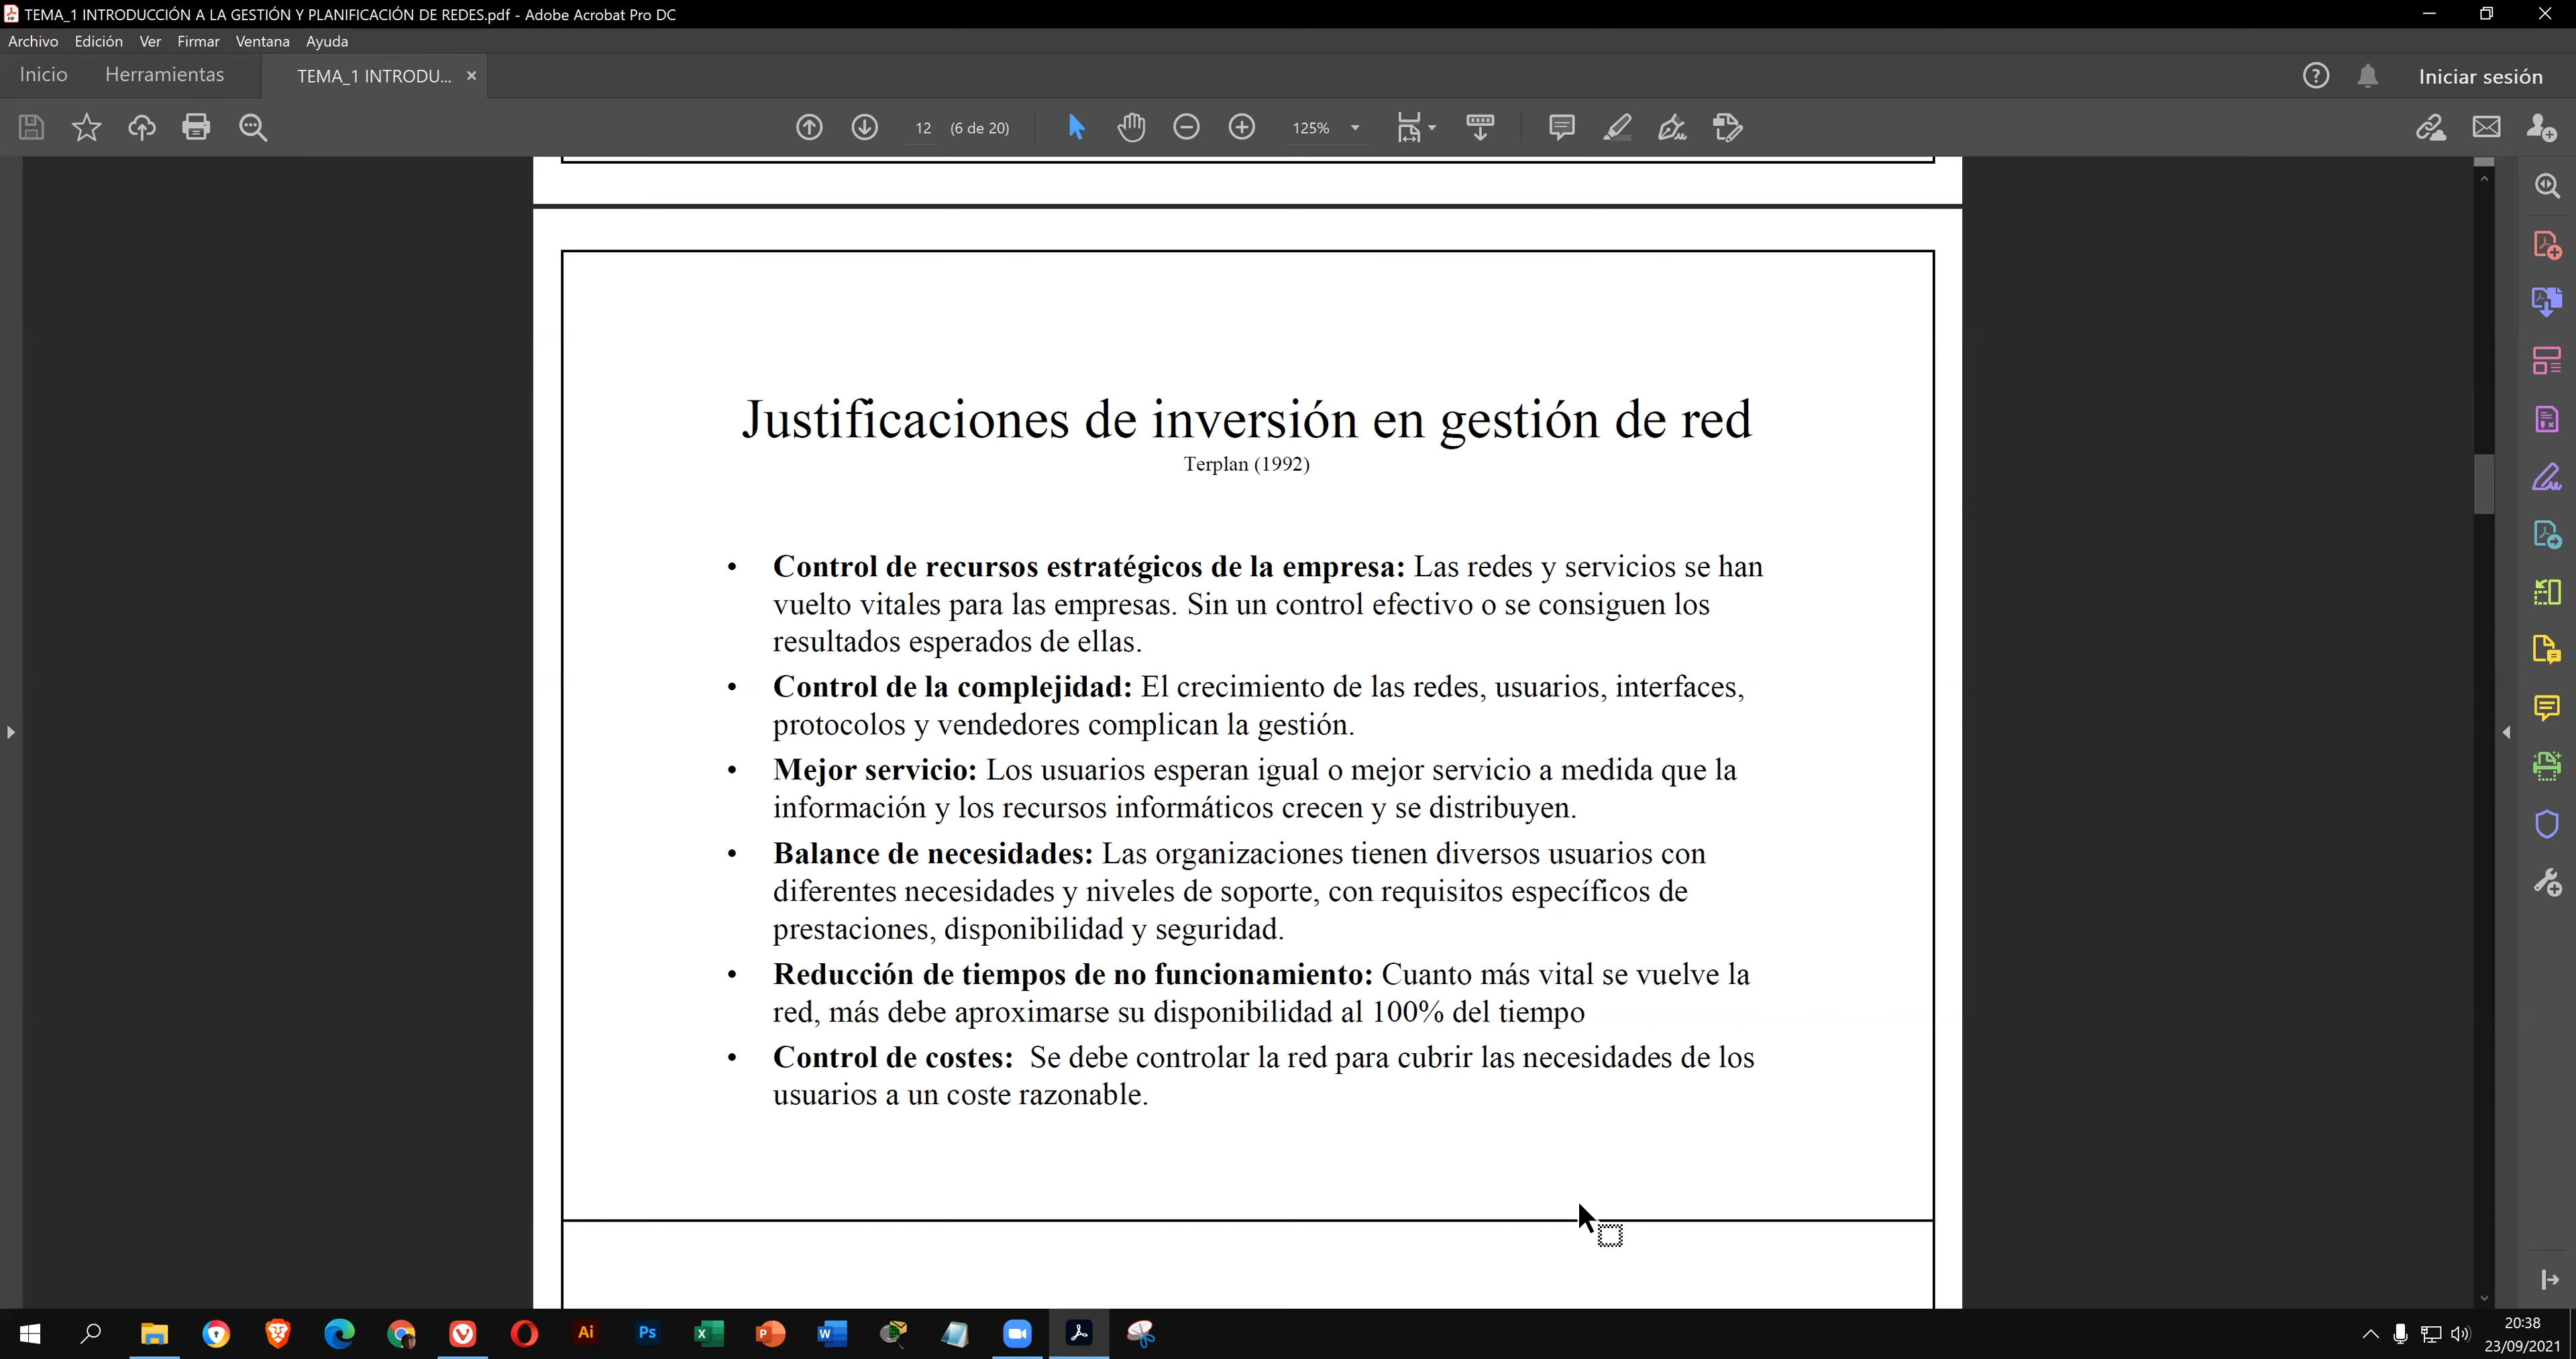 TEMA_1 INTRODUCCIÓN A LA GESTIÓN Y PLANIFICACIÓN DE REDES.pdf - Adobe Acrobat Pro DC
Archivo Edición Ver Firmar Ventana Ayuda
Inicio Herramientas TEMA_1 INTRODU... Iniciar sesión
12 (6 de 20) 125%
Justificaciones de inversión en gestión de red
Terplan (1992)
• Control de recursos estratégicos de la empresa: Las redes y servicios se han
vuelto vitales para las empresas. Sin un control efectivo o se consiguen los
resultados esperados de ellas.
• Control de la complejidad: El crecimiento de las redes, usuarios, interfaces,
protocolos y vendedores complican la gestión.
• Mejor servicio: Los usuarios esperan igual o mejor servicio a medida que la
información y los recursos informáticos crecen y se distribuyen.
• Balance de necesidades: Las organizaciones tienen diversos usuarios con
diferentes necesidades y niveles de soporte, con requisitos específicos de
prestaciones, disponibilidad y seguridad.
• Reducción de tiempos de no funcionamiento: Cuanto más vital se vuelve la
red, más debe aproximarse su disponibilidad al 100% del tiempo
• Control de costes: Se debe controlar la red para cubrir las necesidades de los
usuarios a un coste razonable.
Ai Ps
20:38
23/09/2021